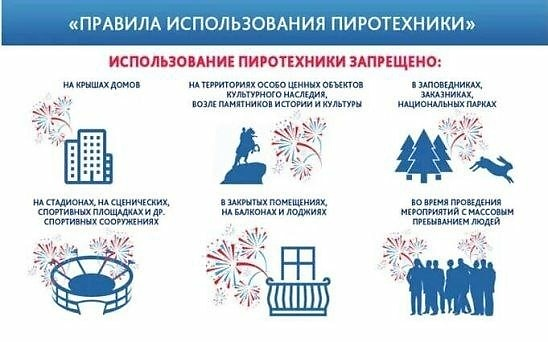 «ПРАВИЛА ИСПОЛЬЗОВАНИЯ ПИРОТЕХНИКИ»
ИСПОЛЬЗОВАНИЕ ПИРОТЕХНИКИ ЗАПРЕЩЕНО:
НА КРЫШАХ ДОМОВ
НА ТЕРРИТОРИЯХ ОСОБО ЦЕННЫХ ОБЪЕКТОВ
КУЛЬТУРНОГО НАСЛЕДИЯ,
ВОЗЛЕ ПАМЯТНИКОВ ИСТОРИИ И КУЛЬТУРЫ
В ЗАПОВЕДНИКАХ,
ЗАКАЗНИКАХ,
НАЦИОНАЛЬНЫХ ПАРКАХ
НА СТАДИОНАХ, НА СЦЕНИЧЕСКИХ,
СПОРТИВНЫХ ПЛОЩАДКАХ И ДР.
СПОРТИВНЫХ СООРУЖЕНИЯХ
В ЗАКРЫТЫХ ПОМЕЩЕНИЯХ,
НА БАЛКОНАХ И ЛОДЖИЯХ
ВО ВРЕМЯ ПРОВЕДЕНИЯ
МЕРОПРИЯТИЙ С МАССОВЫМ
ПРЕБЫВАНИЕМ ЛЮДЕЙ